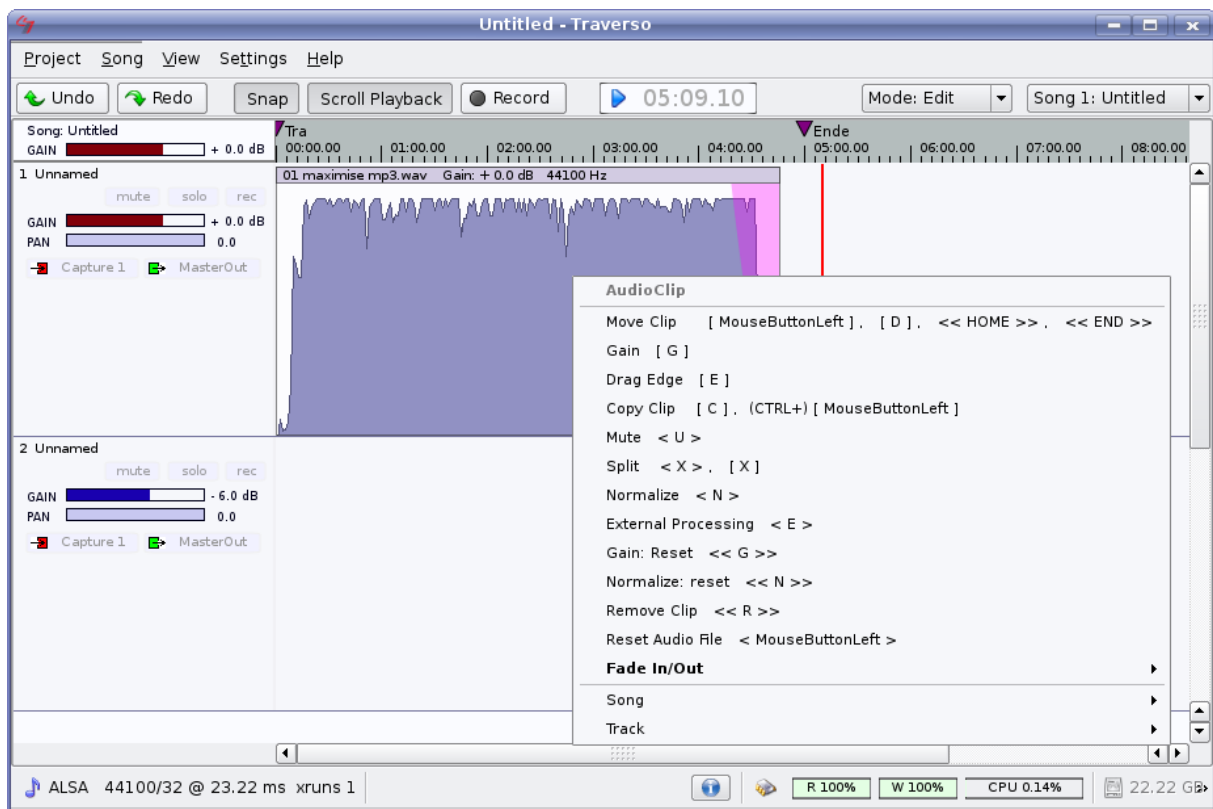 Untitled - Traverso
Project Song View Settings Help
Undo Redo Snap Scroll Playback Record 05:09.10 Mode: Edit Song 1: Untitled
Song: Untitled
GAIN + 0.0 dB
Tra Ende
00:00.00 01:00.00 02:00.00 03:00.00 04:00.00 05:00.00 06:00.00 07:00.00 08:00.00
1 Unnamed
01 maximise mp3.wav Gain: + 0.0 dB 44100 Hz
mute solo rec
GAIN + 0.0 dB
PAN 0.0
Capture 1 MasterOut
2 Unnamed
mute solo rec
GAIN - 6.0 dB
PAN 0.0
Capture 1 MasterOut
AudioClip
Move Clip [ MouseButtonLeft ] , [ D ] , << HOME >> , << END >>
Gain [ G ]
Drag Edge [ E ]
Copy Clip [ C ] , (CTRL+) [ MouseButtonLeft ]
Mute < U >
Split < X > , [ X ]
Normalize < N >
External Processing < E >
Gain: Reset << G >>
Normalize: reset << N >>
Remove Clip << R >>
Reset Audio File < MouseButtonLeft >
Fade In/Out
Song
Track
ALSA 44100/32 @ 23.22 ms xruns 1 R 100% W 100% CPU 0.14% 22.22 GB